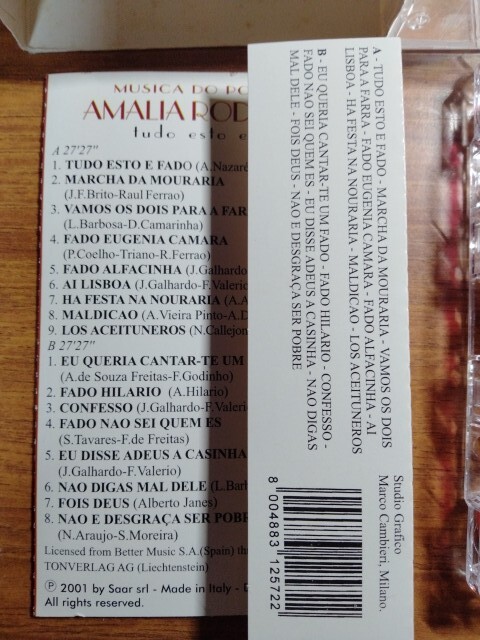 MUSICA DO PO
AMALIA ROD
tudo esto e
A 27'27"
1. TUDO ESTO E FADO (A.Nazaré
2. MARCHA DA MOURARIA
(J.F.Brito-Raul Ferrao)
3. VAMOS OS DOIS PARA A FAR
(L.Barbosa-D.Camarinha)
4. FADO EUGENIA CAMARA
(P.Coelho-Triano-R.Ferrao)
5. FADO ALFACINHA (J.Galhardo
6. AI LISBOA (J.Galhardo-F.Valerio
7. HA FESTA NA NOURARIA (A.A
8. MALDICAO (A.Vieira Pinto-A.D
9. LOS ACEITUNEROS (N.Callejon
B 27'27"
1. EU QUERIA CANTAR-TE UM
(A.de Souza Freitas-F.Godinho)
2. FADO HILARIO (A.Hilario)
3. CONFESSO (J.Galhardo-F.Valeri
4. FADO NAO SEI QUEM ES
(S.Tavares-F.de Freitas)
5. EU DISSE ADEUS A CASINHA
(J.Galhardo-F.Valerio)
6. NAO DIGAS MAL DELE (L.Barb
7. FOIS DEUS (Alberto Janes)
8. NAO E DESGRAÇA SER POBR
(N.Araujo-S.Moreira)
Licensed from Better Music S.A.(Spain) th
TONVERLAG AG (Liechtenstein)
℗ 2001 by Saar srl - Made in Italy - D
All rights reserved.
A - TUDO ESTO E FADO - MARCHA DA MOURARIA - VAMOS OS DOIS
PARA A FARRA - FADO EUGENIA CAMARA - FADO ALFACINHA - AI
LISBOA - HA FESTA NA NOURARIA - MALDICAO - LOS ACEITUNEROS
B - EU QUERIA CANTAR-TE UM FADO - FADO HILARIO - CONFESSO -
FADO NAO SEI QUEM ES - EU DISSE ADEUS A CASINHA - NAO DIGAS
MAL DELE - FOIS DEUS - NAO E DESGRAÇA SER POBRE
Studio Grafico
Marco Cambieri, Milano.
8 004883 125722